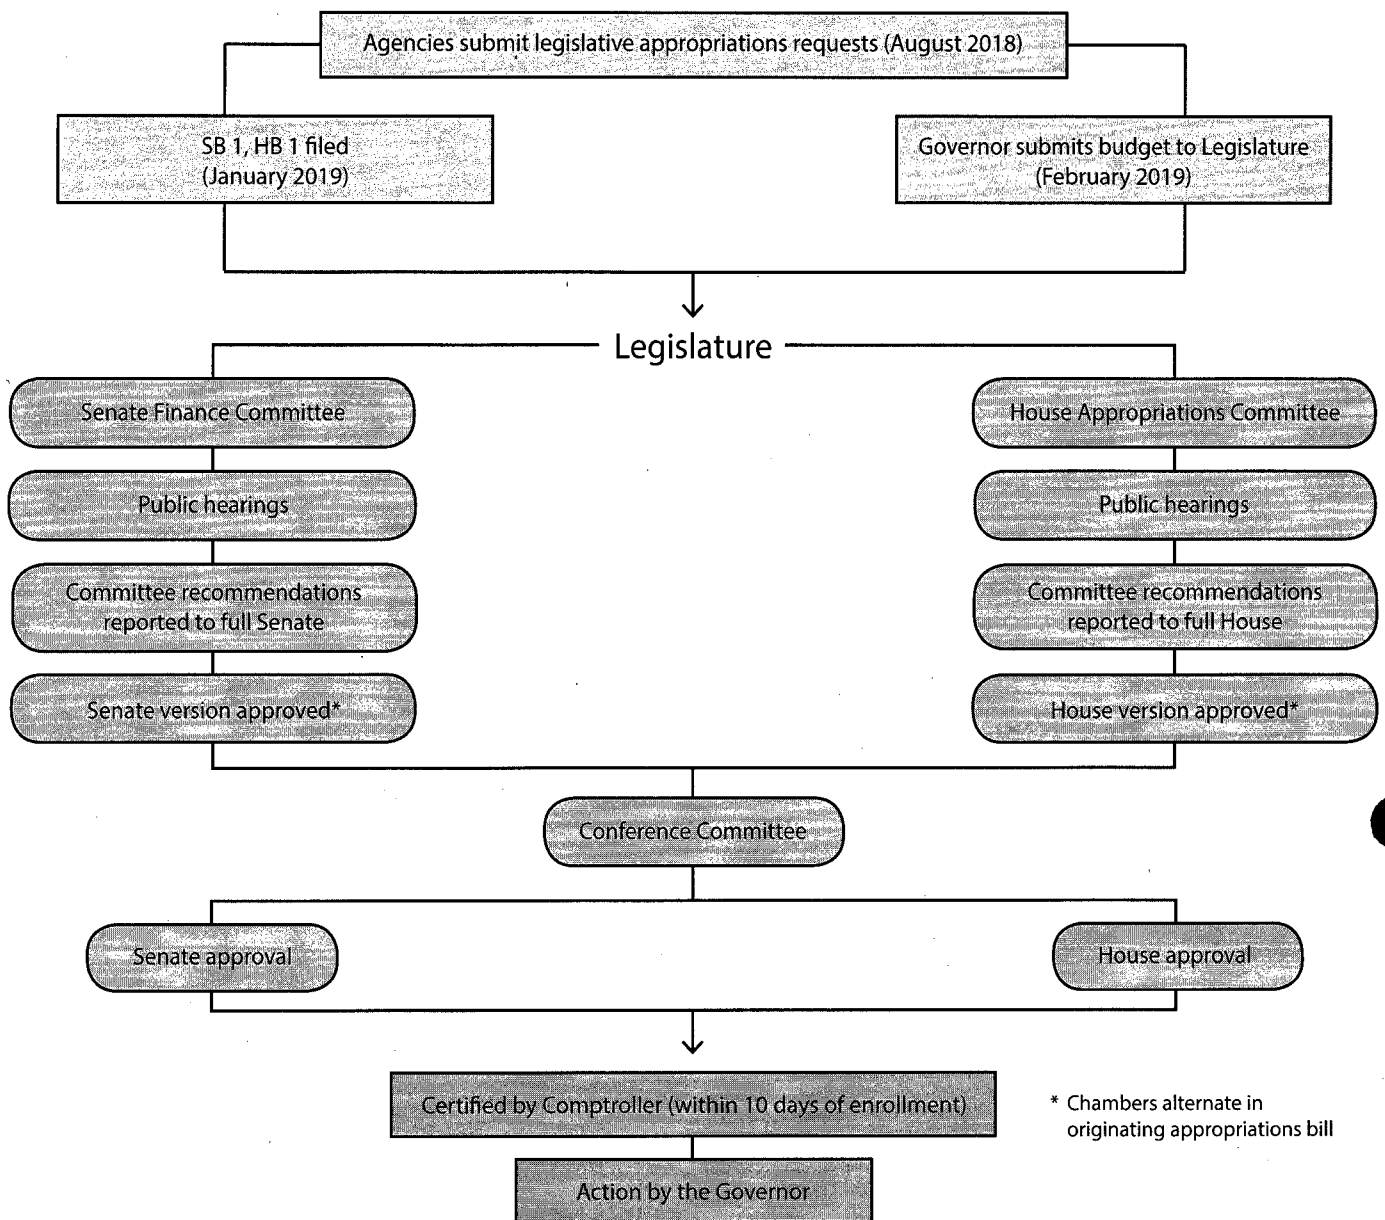 Agencies submit legislative appropriations requests (August 2018)
SB 1, HB 1 filed
(January 2019)
Governor submits budget to Legislature
(February 2019)
Legislature
Senate Finance Committee
House Appropriations Committee
Public hearings
Public hearings
Committee recommendations
reported to full Senate
Committee recommendations
reported to full House
Senate version approved*
House version approved*
Conference Committee
Senate approval
House approval
Certified by Comptroller (within 10 days of enrollment)
* Chambers alternate in
originating appropriations bill
Action by the Governor